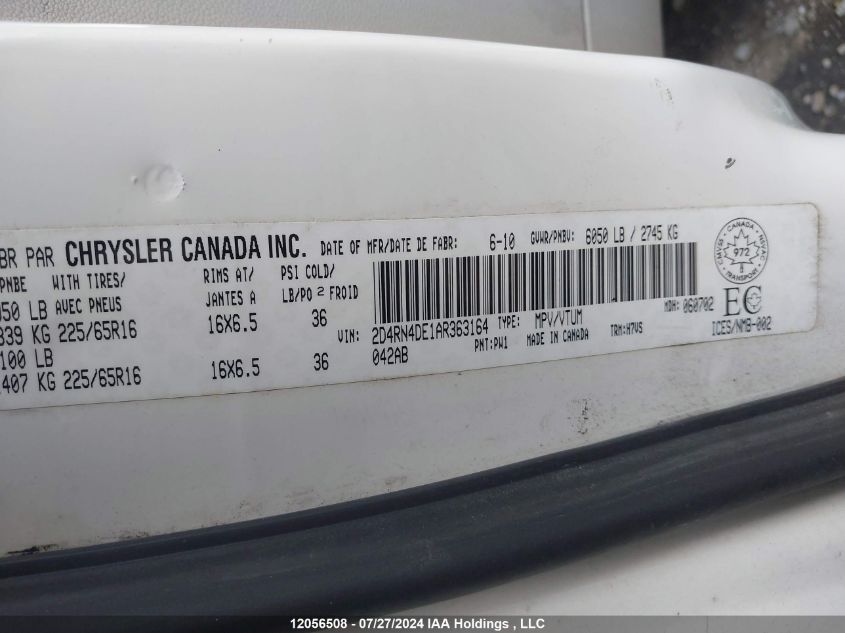 BR PAR CHRYSLER CANADA INC. DATE OF MFR/DATE DE FABR: 6-10 GVWR/PNBV: 6050 LB / 2745 KG
PNBE WITH TIRES/ RIMS AT/ PSI COLD/
AVEC PNEUS JANTES A LB/PO 2 FROID
050 LB
339 KG 225/65R16 16X6.5 36
100 LB
407 KG 225/65R16 16X6.5 36
VIN: 2D4RN4DE1AR363164 TYPE: MPV/VTUM MDH: 060702
042AB PNT: PW1 MADE IN CANADA TRM: H7VS
CANADA
972
EC
ICES/NMB-002
12056508 - 07/27/2024 IAA Holdings , LLC